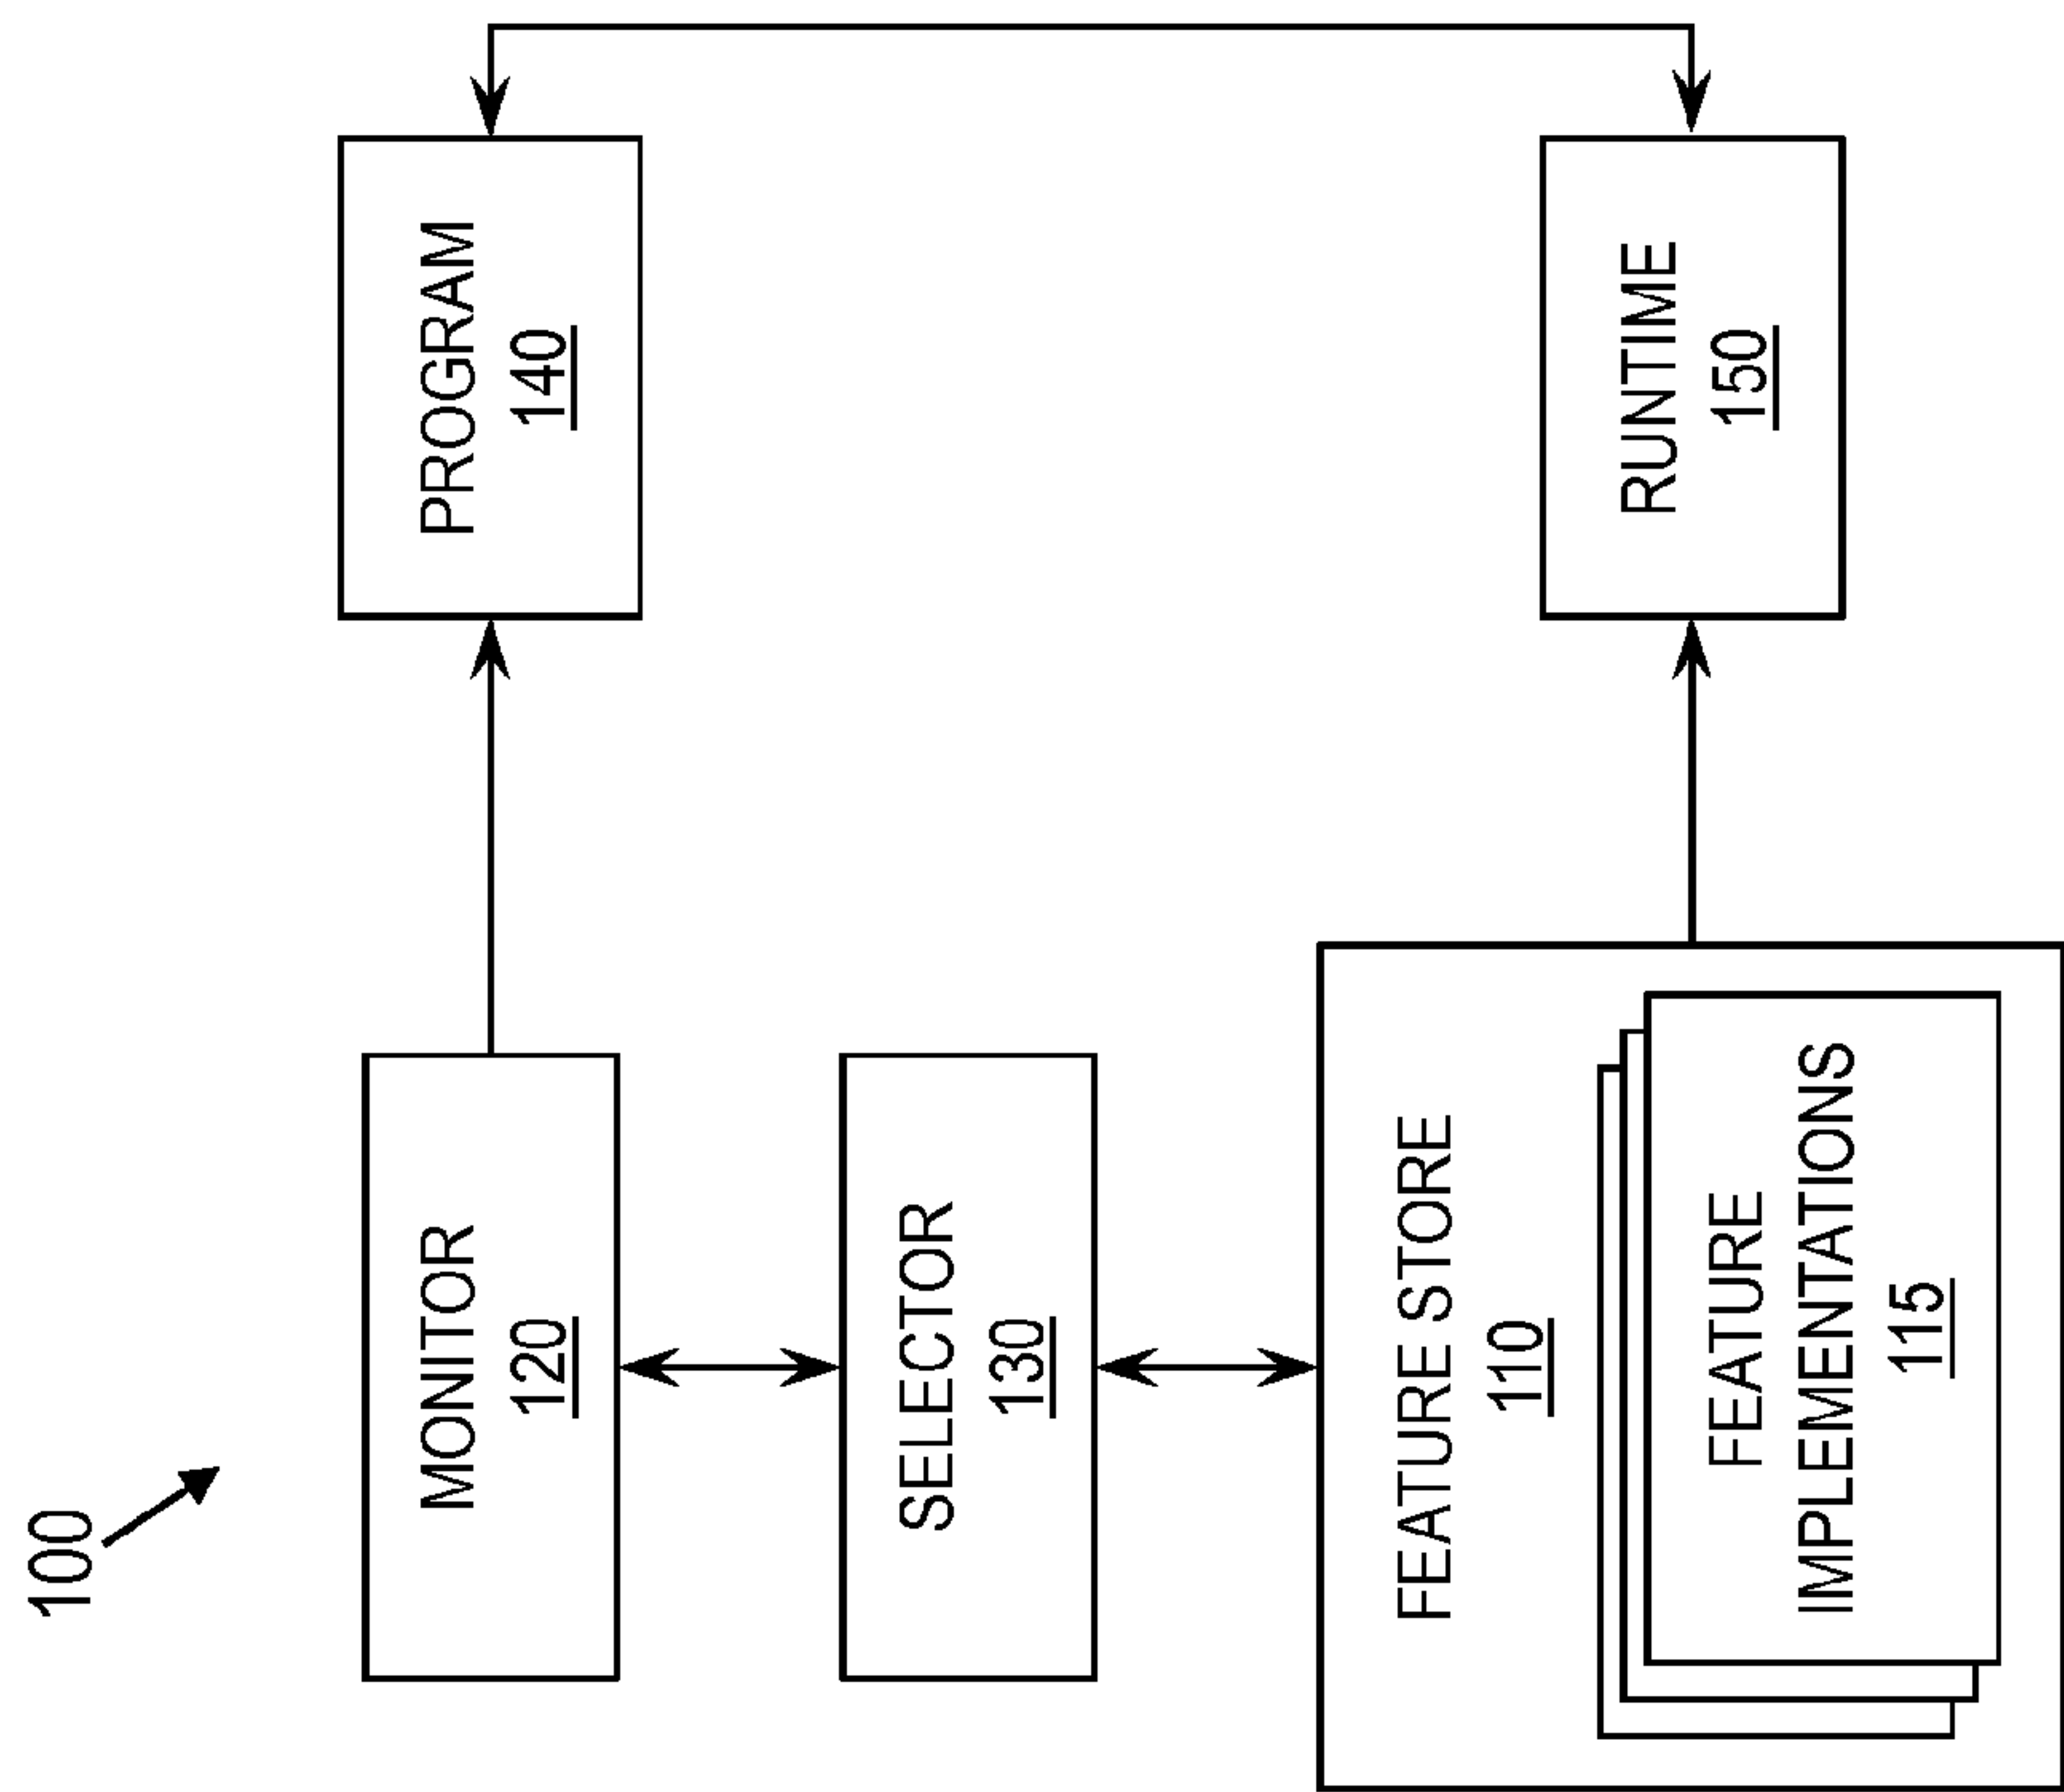 100
MONITOR
120
PROGRAM
140
SELECTOR
130
FEATURE STORE
110
FEATURE
IMPLEMENTATIONS
115
RUNTIME
150